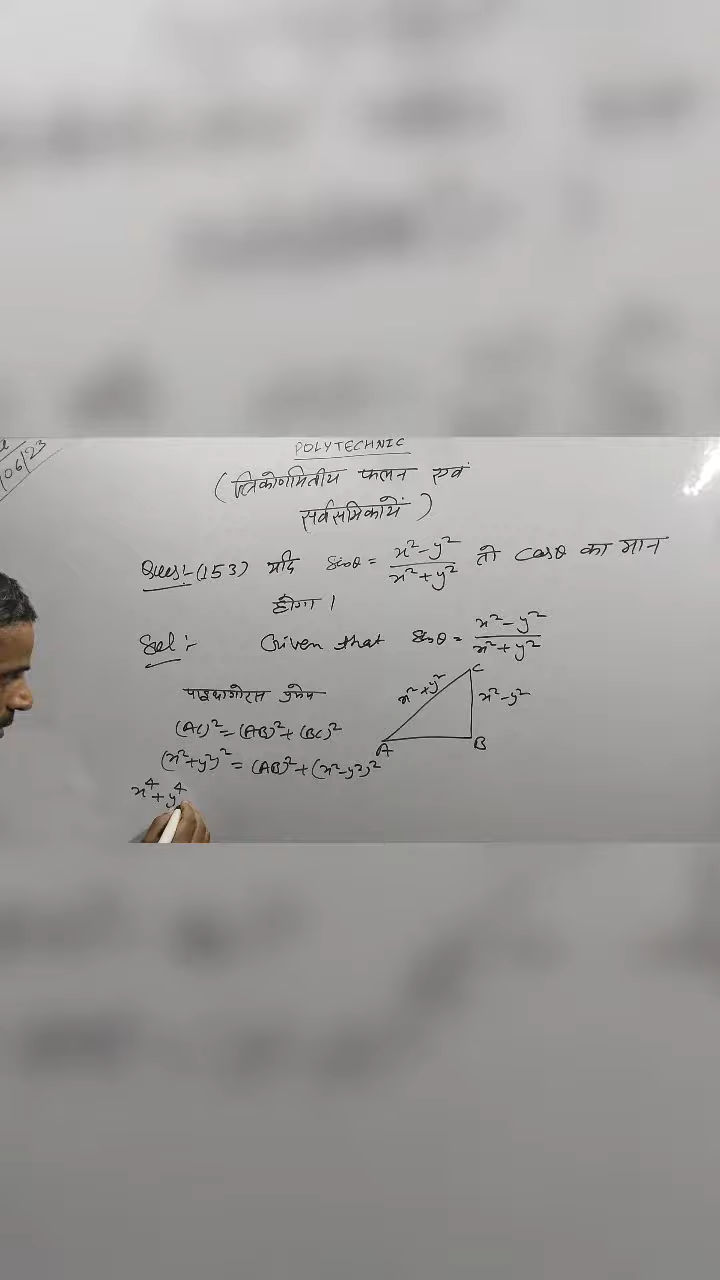 /06/23
POLYTECHNIC
(त्रिकोणमितीय फलन एवं
सर्वसमिकायें)
Ques:-(153) यदि sinθ = x²-y²/x²+y² तो cosθ का मान
होगा।
Sol:- Given that sinθ = x²-y²/x²+y²
पाइथागोरस प्रमेय
(AC)² = (AB)² + (BC)²
(x²+y²)² = (AB)² + (x²-y²)²
x⁴+y⁴
C
x²+y²
x²-y²
A
B